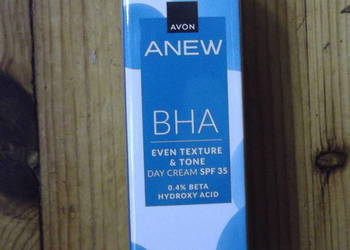 AVON
ANEW
BHA
EVEN TEXTURE
& TONE
DAY CREAM SPF 35
0.4% BETA
HYDROXY ACID